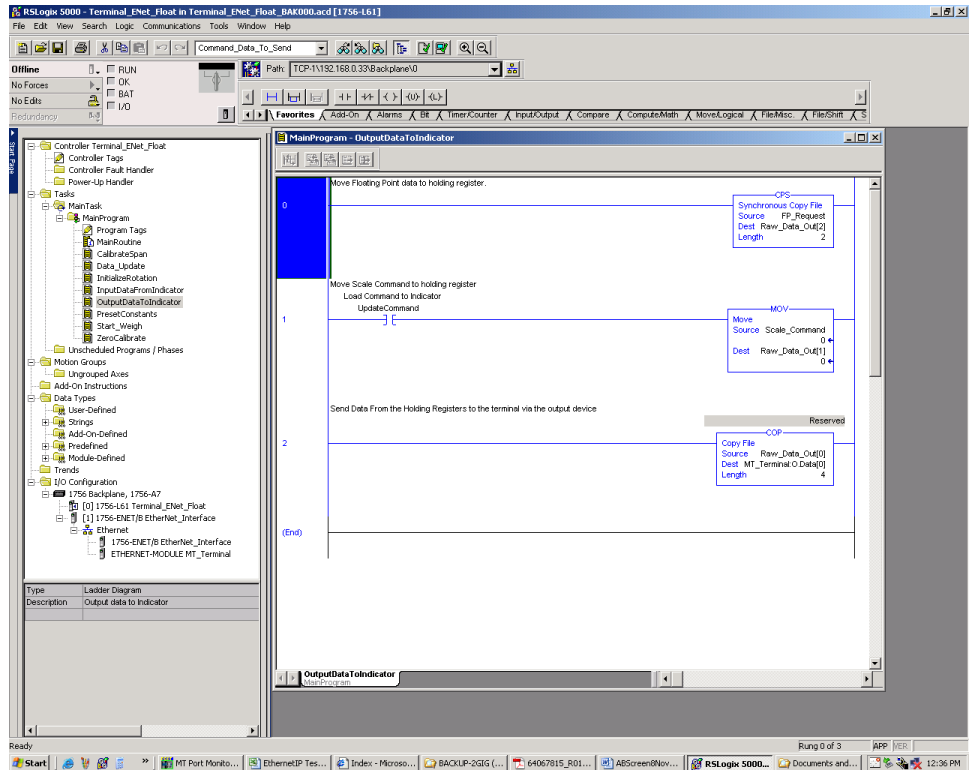 RSLogix 5000 - Terminal_ENet_Float in Terminal_ENet_Float_BAK000.acd [1756-L61]
File Edit View Search Logic Communications Tools Window Help
Command_Data_To_Send
Offline
RUN
OK
BAT
I/O
No Forces
No Edits
Redundancy
Path: TCP-1\192.168.0.33\Backplane\0
Favorites Add-On Alarms Bit Timer/Counter Input/Output Compare Compute/Math Move/Logical File/Misc. File/Shift S
Start Page
Controller Terminal_ENet_Float
Controller Tags
Controller Fault Handler
Power-Up Handler
Tasks
MainTask
MainProgram
Program Tags
MainRoutine
CalibrateSpan
Data_Update
InitializeRotation
InputDataFromIndicator
OutputDataToIndicator
PresetConstants
Start_Weigh
ZeroCalibrate
Unscheduled Programs / Phases
Motion Groups
Ungrouped Axes
Add-On Instructions
Data Types
User-Defined
Strings
Add-On-Defined
Predefined
Module-Defined
Trends
I/O Configuration
1756 Backplane, 1756-A7
[0] 1756-L61 Terminal_ENet_Float
[1] 1756-ENET/B EtherNet_Interface
Ethernet
1756-ENET/B EtherNet_Interface
ETHERNET-MODULE MT_Terminal
Type Ladder Diagram
Description Output data to Indicator
MainProgram - OutputDataToIndicator
Move Floating Point data to holding register.
0
CPS
Synchronous Copy File
Source FP_Request
Dest Raw_Data_Out[2]
Length 2
Move Scale Command to holding register
Load Command to Indicator
UpdateCommand
1
MOV
Move
Source Scale_Command
0
Dest Raw_Data_Out[1]
0
Send Data From the Holding Registers to the terminal via the output device
Reserved
2
COP
Copy File
Source Raw_Data_Out[0]
Dest MT_Terminal:O.Data[0]
Length 4
(End)
OutputDataToIndicator
MainProgram
Ready
Rung 0 of 3 APP VER
Start
MT Port Monito...
EthernetIP Tes...
Index - Microso...
BACKUP-2GIG (...
64067815_R01...
ABScreen8Nov...
RSLogix 5000...
Documents and...
12:36 PM